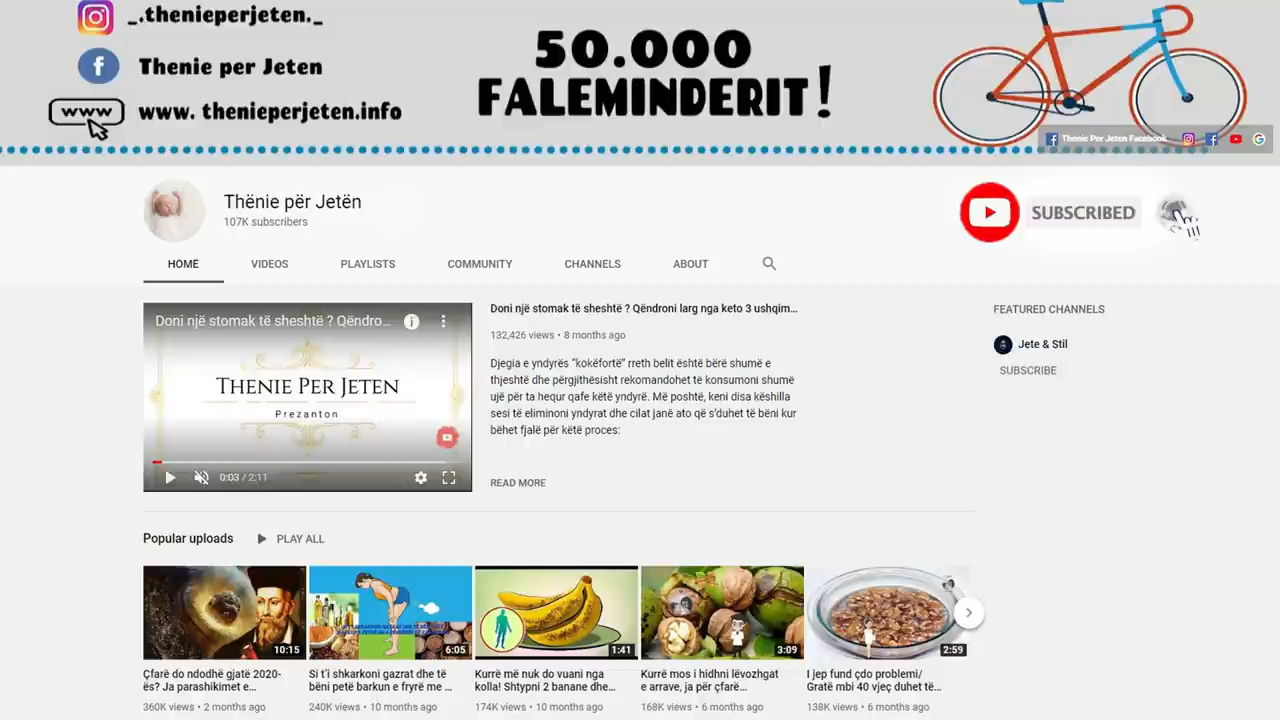 _.thenieperjeten._
Thenie per Jeten
www
www. thenieperjeten.info
50.000
FALEMINDERIT!
Thenie Per Jeten Facebook
Thënie për Jetën
107K subscribers
SUBSCRIBED
HOME VIDEOS PLAYLISTS COMMUNITY CHANNELS ABOUT
Doni një stomak të sheshtë ? Qëndro...
THENIE PER JETEN
Prezanton
0:03 / 2:11
Doni një stomak të sheshtë ? Qëndroni larg nga keto 3 ushqim...
132,426 views • 8 months ago
Djegia e yndyrës “kokëfortë” rreth belit është bërë shumë e
thjeshtë dhe përgjithësisht rekomandohet të konsumoni shumë
ujë për ta hequr qafe këtë yndyrë. Më poshtë, keni disa këshilla
sesi të eliminoni yndyrat dhe cilat janë ato që s’duhet të bëni kur
bëhet fjalë për këtë proces:
READ MORE
FEATURED CHANNELS
Jete & Stil
SUBSCRIBE
Popular uploads PLAY ALL
10:15
6:05
1:41
3:09
2:59
Çfarë do ndodhë gjatë 2020-
ës? Ja parashikimet e...
360K views • 2 months ago
Si t’i shkarkoni gazrat dhe të
bëni petë barkun e fryrë me ...
240K views • 10 months ago
Kurrë më nuk do vuani nga
kolla! Shtypni 2 banane dhe...
174K views • 10 months ago
Kurrë mos i hidhni lëvozhgat
e arrave, ja për çfarë...
168K views • 6 months ago
I jep fund çdo problemi/
Gratë mbi 40 vjeç duhet të...
138K views • 6 months ago